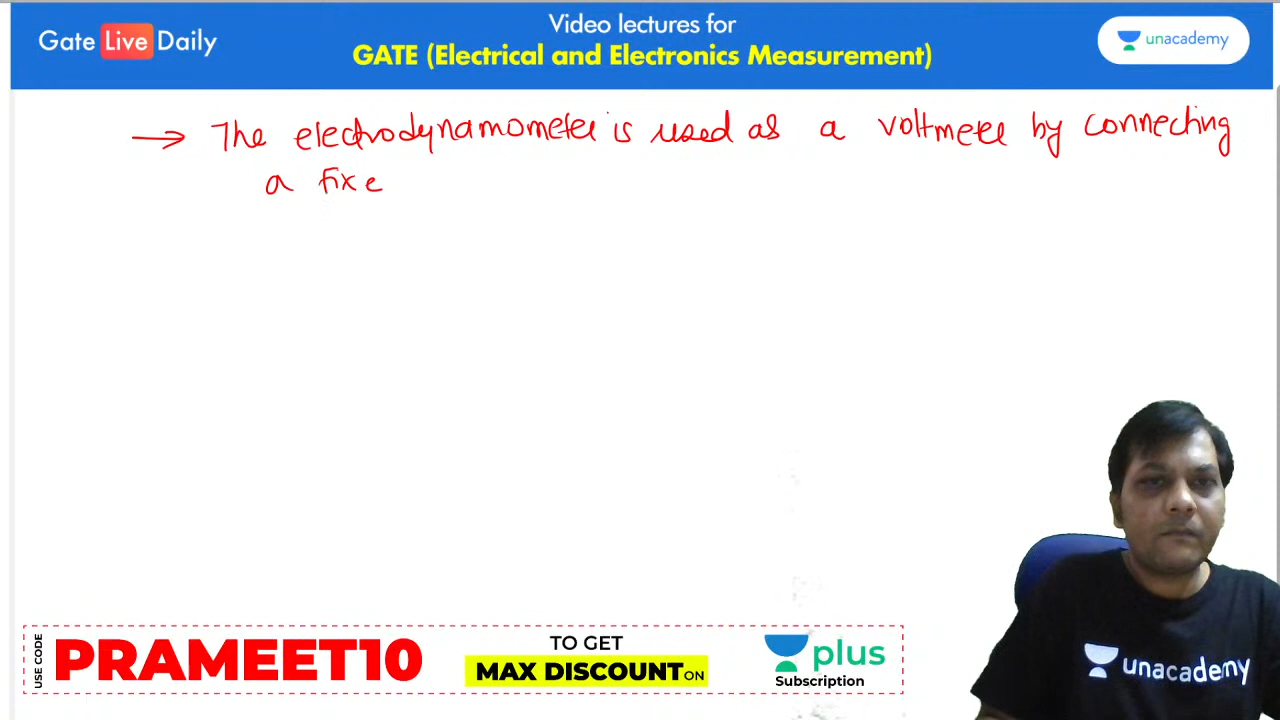 Gate Live Daily
Video lectures for
GATE (Electrical and Electronics Measurement)
unacademy
→ The electrodynamometer is used as a voltmeter by connecting
a fixe
USE CODE
PRAMEET10
TO GET
MAX DISCOUNT ON
plus
Subscription
unacademy